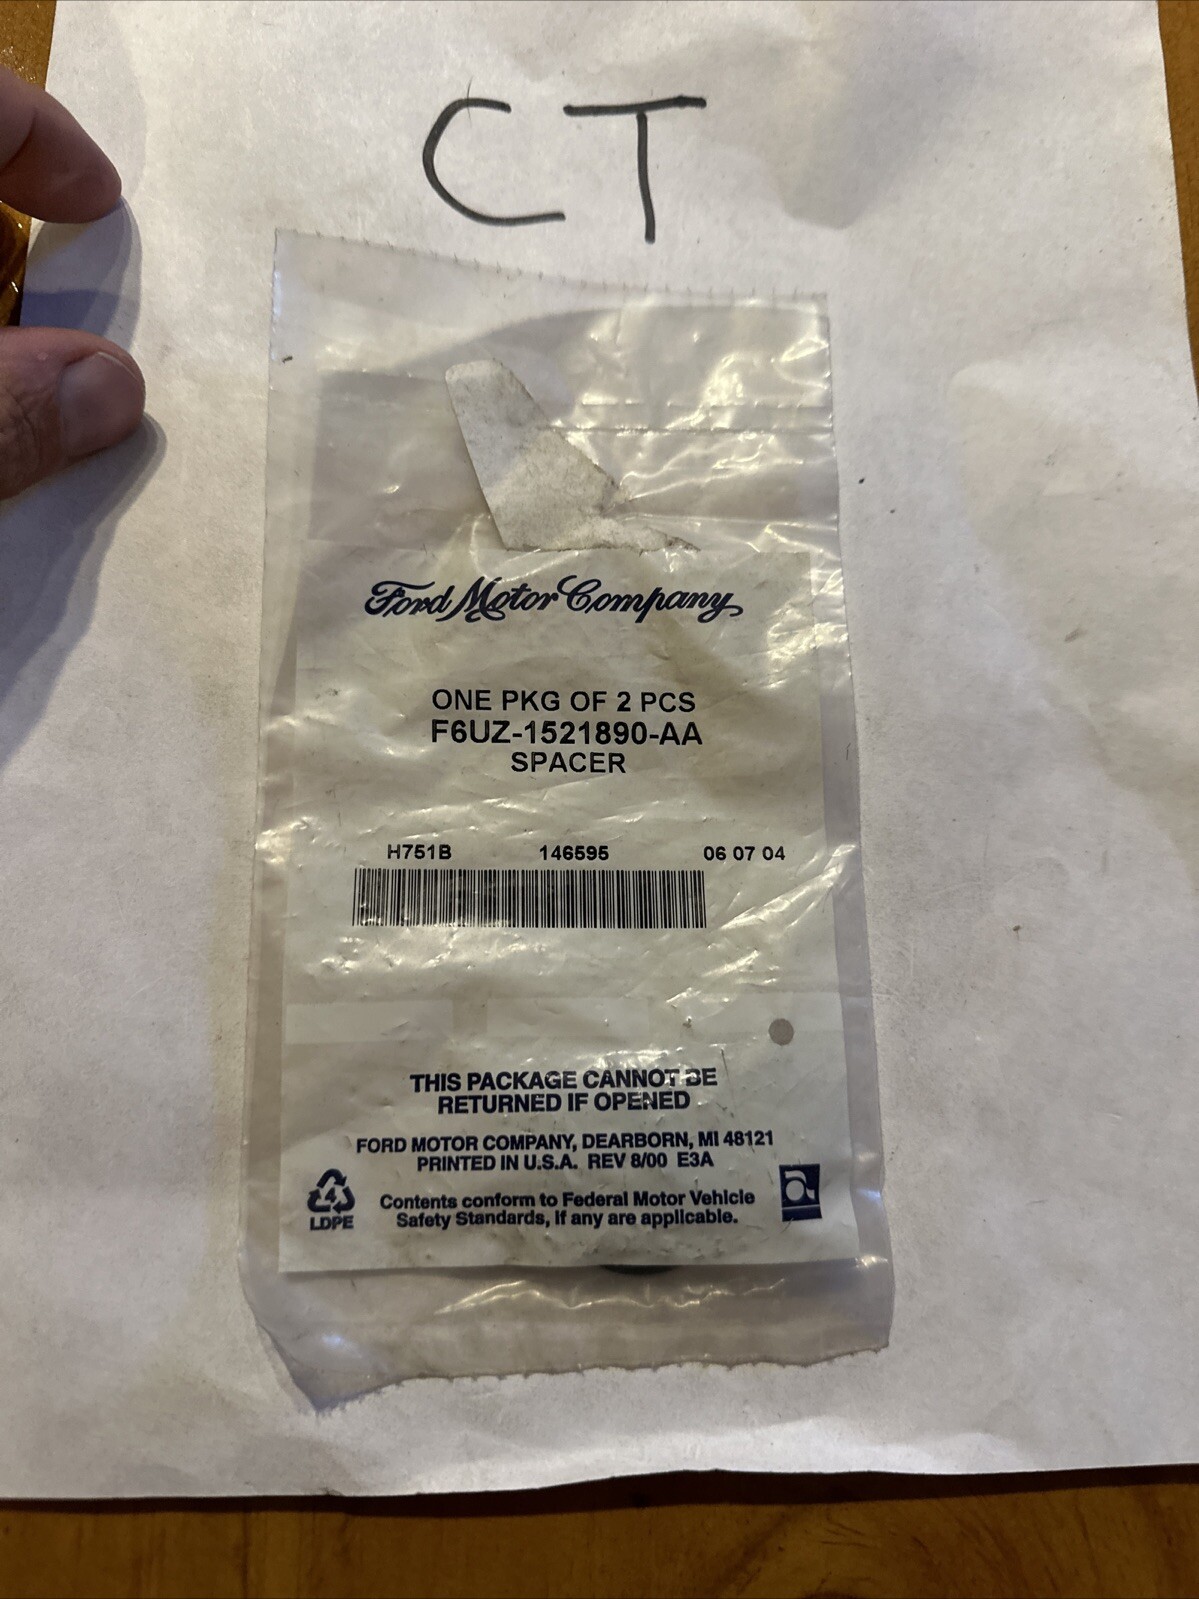 CT
Ford Motor Company
ONE PKG OF 2 PCS
F6UZ-1521890-AA
SPACER
H751B 146595 06 07 04
THIS PACKAGE CANNOT BE
RETURNED IF OPENED
FORD MOTOR COMPANY, DEARBORN, MI 48121
PRINTED IN U.S.A. REV 8/00 E3A
4
LDPE
Contents conform to Federal Motor Vehicle
Safety Standards, if any are applicable.
a